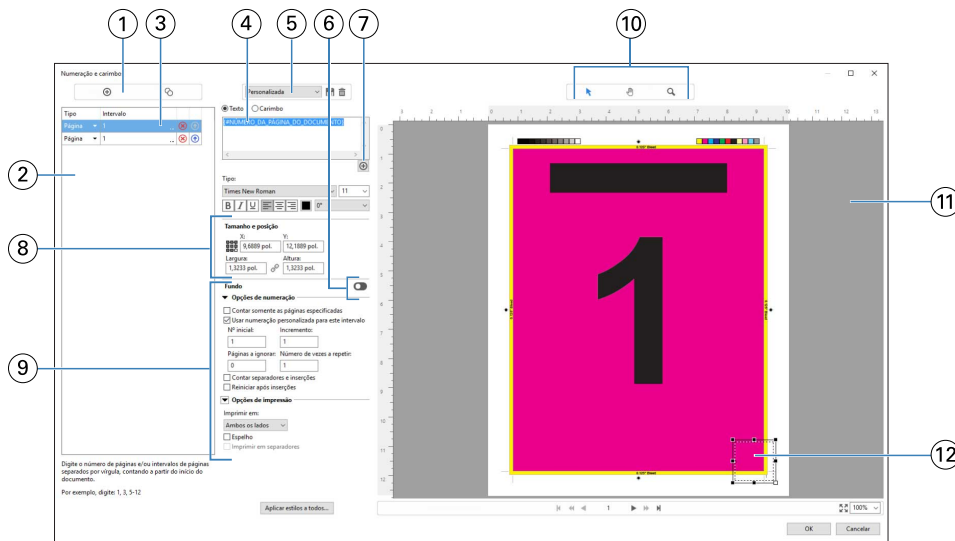 1
3
4
5
6
7
10
Numeração e carimbo
Personalizada
Tipo
Intervalo
Página
1
..
Página
1
..
Texto
Carimbo
[#NÚMERO_DA_PÁGINA_DO_DOCUMENTO]
2
Tipo:
Times New Roman
11
B I U
0°
8
Tamanho e posição
X:
Y:
9,6889 pol.
12,1889 pol.
Largura:
Altura:
1,3233 pol.
1,3233 pol.
Fundo
Opções de numeração
Contar somente as páginas especificadas
Usar numeração personalizada para este intervalo
Nº inicial:
Incremento:
1
1
9
Páginas a ignorar:
Número de vezes a repetir:
0
1
Contar separadores e inserções
Reiniciar após inserções
Opções de impressão
Imprimir em:
Ambos os lados
Espelho
Imprimir em separadores
Digite o número de páginas e/ou intervalos de páginas
separados por vírgula, contando a partir do início do
documento.
Por exemplo, digite: 1, 3, 5-12
Aplicar estilos a todos...
1
11
12
1
100%
OK
Cancelar